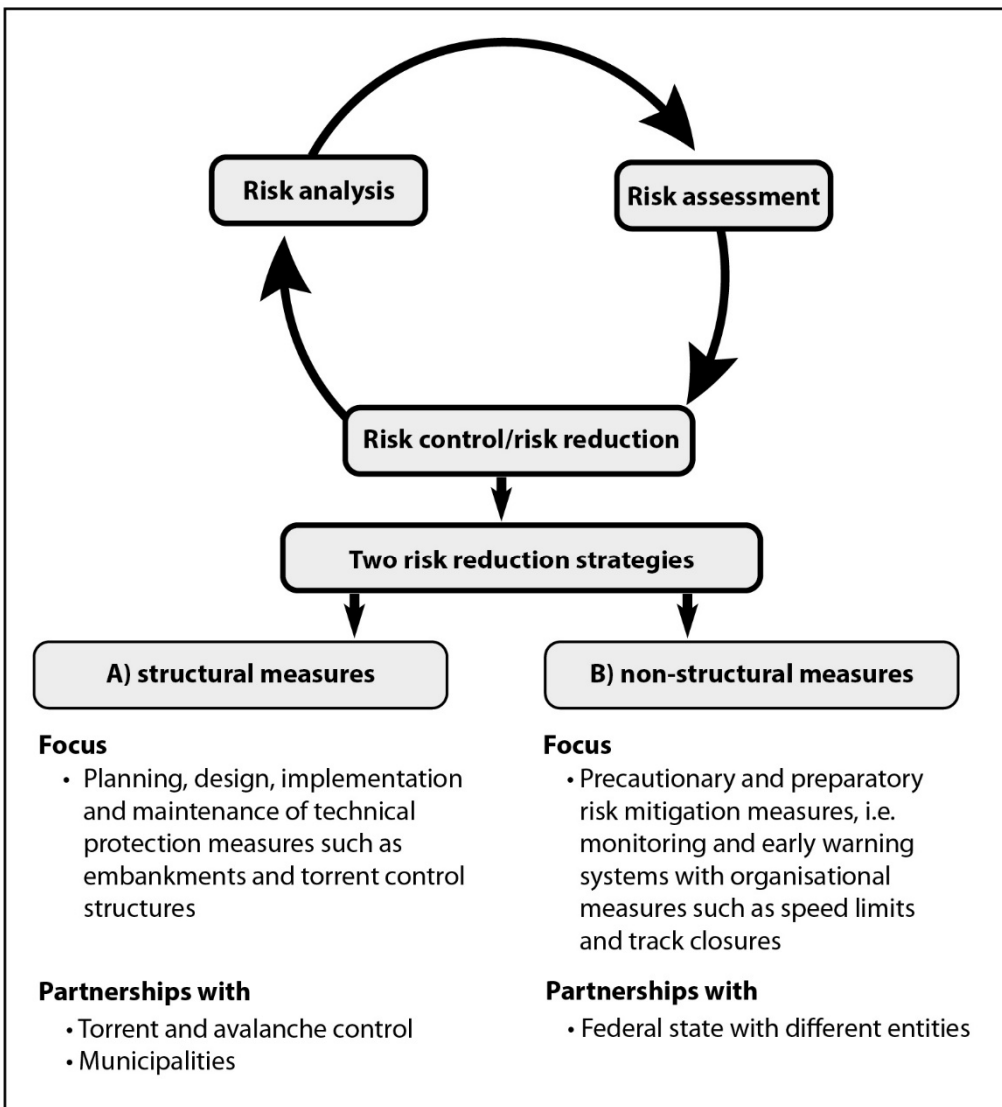 Risk analysis
Risk assessment
Risk control/risk reduction
Two risk reduction strategies
A) structural measures
B) non-structural measures
Focus
• Planning, design, implementation
and maintenance of technical
protection measures such as
embankments and torrent control
structures
Partnerships with
• Torrent and avalanche control
• Municipalities
Focus
• Precautionary and preparatory
risk mitigation measures, i.e.
monitoring and early warning
systems with organisational
measures such as speed limits
and track closures
Partnerships with
• Federal state with different entities